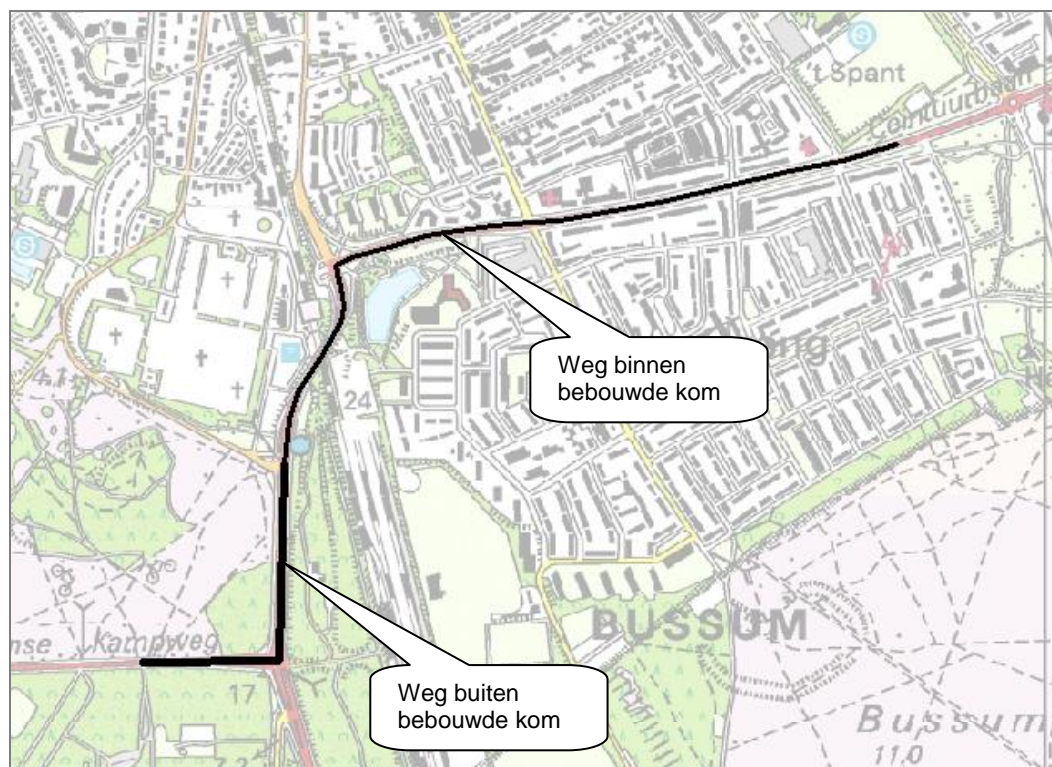 't Spant
Weg binnen
bebouwde kom
24
kampweg
BUSSUM
17
Weg buiten
bebouwde kom
Bussum
11.0